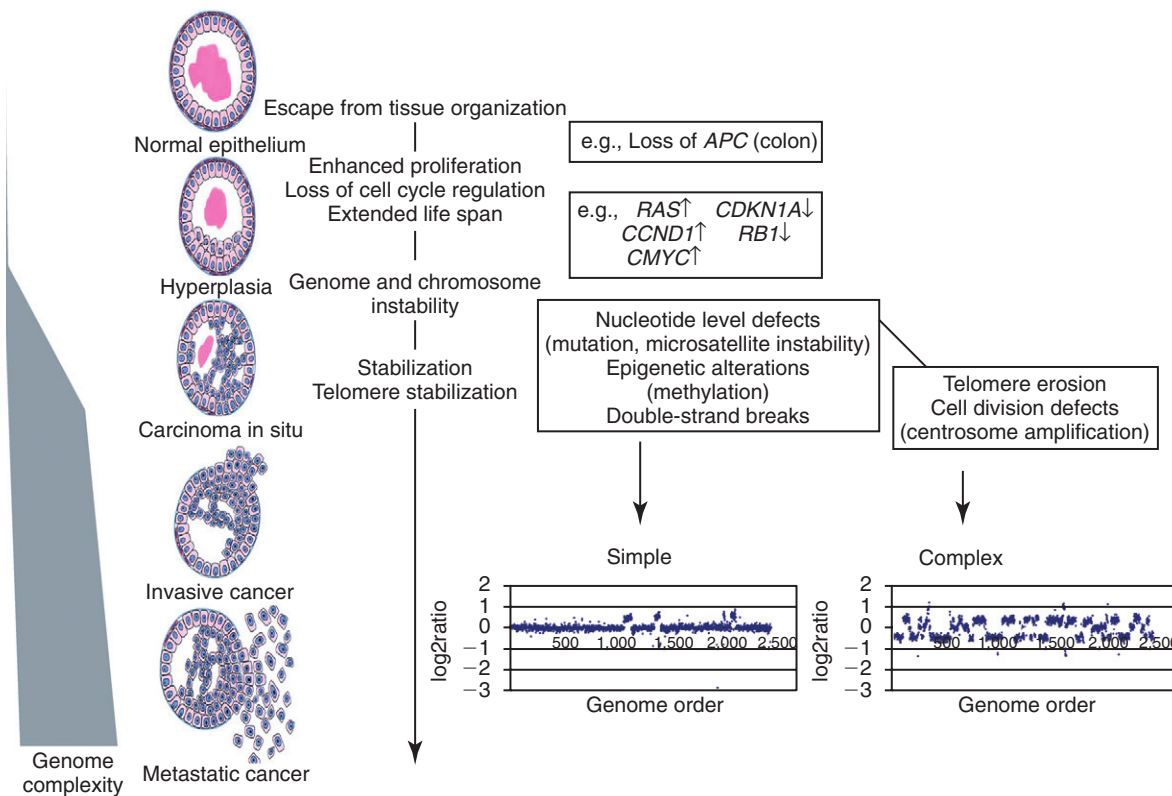 Normal epithelium
Hyperplasia
Carcinoma in situ
Invasive cancer
Metastatic cancer
Genome
complexity
Escape from tissue organization
Enhanced proliferation
Loss of cell cycle regulation
Extended life span
Genome and chromosome
instability
Stabilization
Telomere stabilization
e.g., Loss of APC (colon)
e.g., RAS↑ CDKN1A↓
CCND1↑ RB1↓
CMYC↑
Nucleotide level defects
(mutation, microsatellite instability)
Epigenetic alterations
(methylation)
Double-strand breaks
Telomere erosion
Cell division defects
(centrosome amplification)
Simple
log2ratio
2
1
0
−1
−2
−3
500 1.000 1.500 2.000 2.500
Genome order
Complex
log2ratio
2
1
0
−1
−2
−3
500 1.000 1.500 2.000 2.500
Genome order